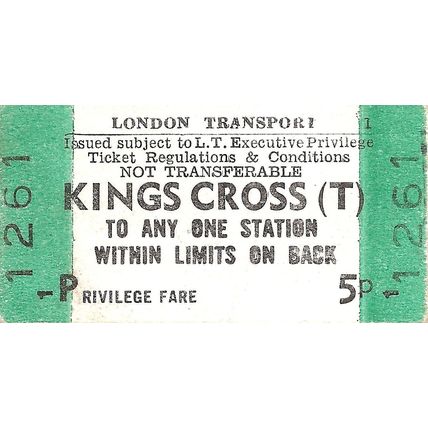 LONDON TRANSPORT 1
Issued subject to L.T. Executive Privilege
Ticket Regulations & Conditions
NOT TRANSFERABLE
KINGS CROSS (T)
TO ANY ONE STATION
WITHIN LIMITS ON BACK
-PRIVILEGE FARE 5p -
1261
1261